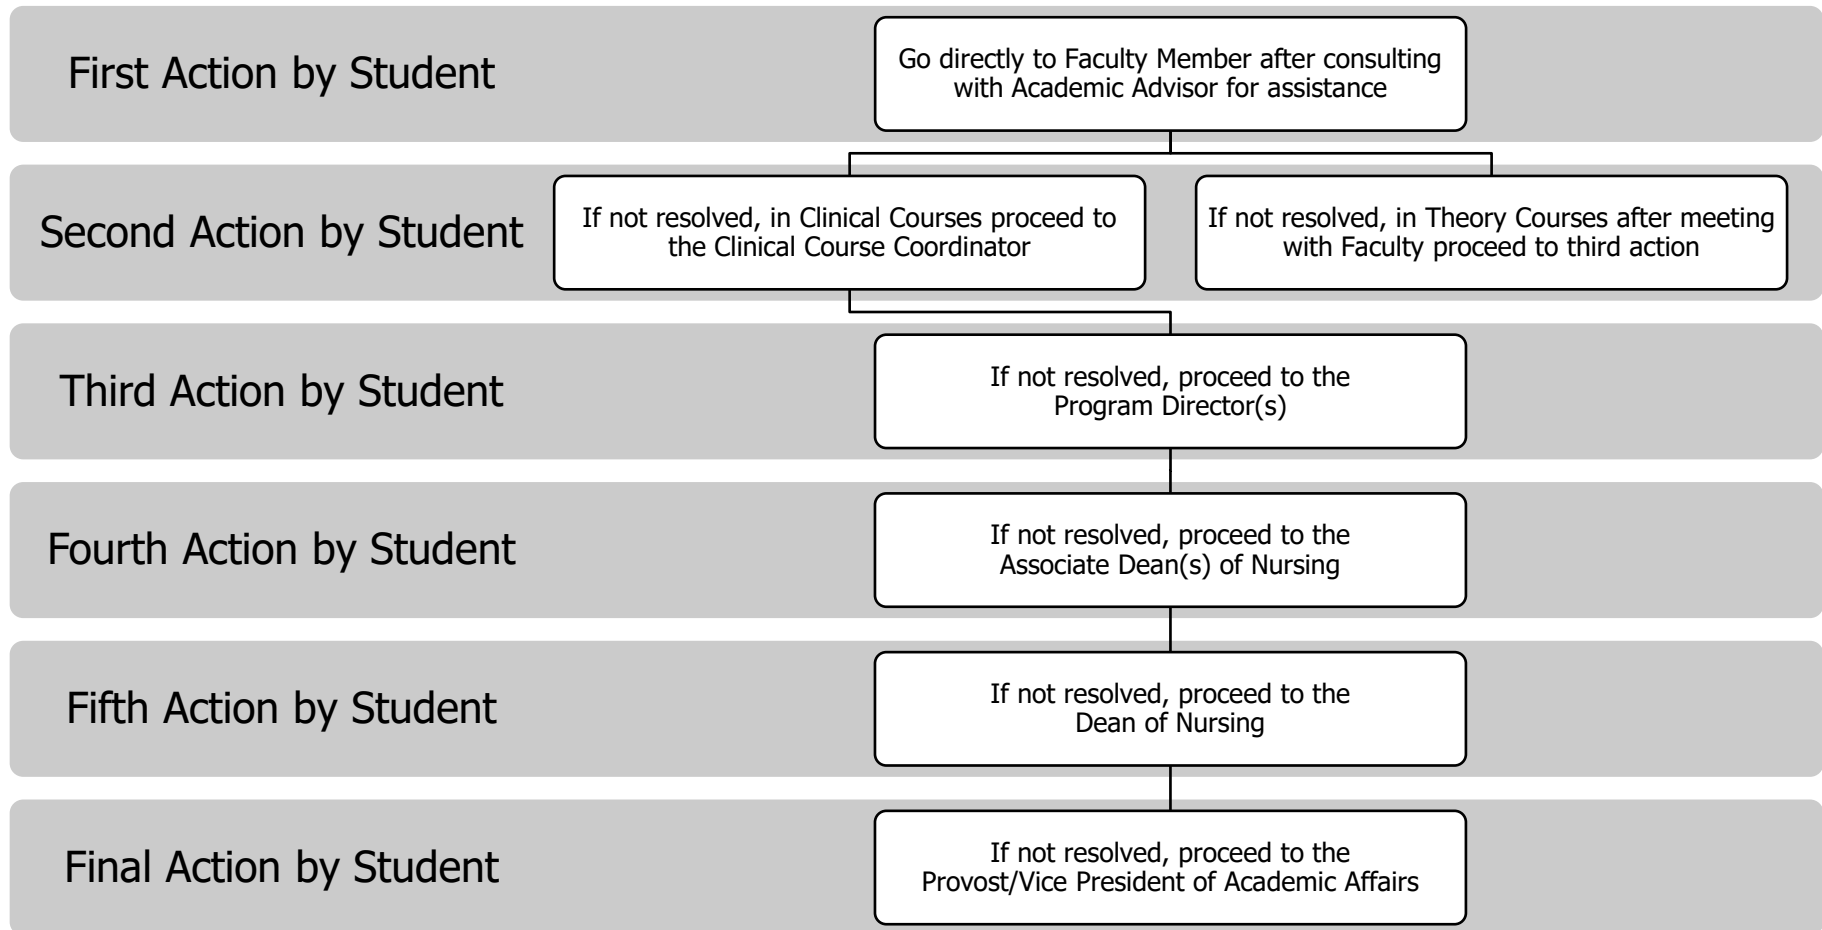 First Action by Student
Go directly to Faculty Member after consulting
with Academic Advisor for assistance
Second Action by Student
If not resolved, in Clinical Courses proceed to
the Clinical Course Coordinator
If not resolved, in Theory Courses after meeting
with Faculty proceed to third action
Third Action by Student
If not resolved, proceed to the
Program Director(s)
Fourth Action by Student
If not resolved, proceed to the
Associate Dean(s) of Nursing
Fifth Action by Student
If not resolved, proceed to the
Dean of Nursing
Final Action by Student
If not resolved, proceed to the
Provost/Vice President of Academic Affairs